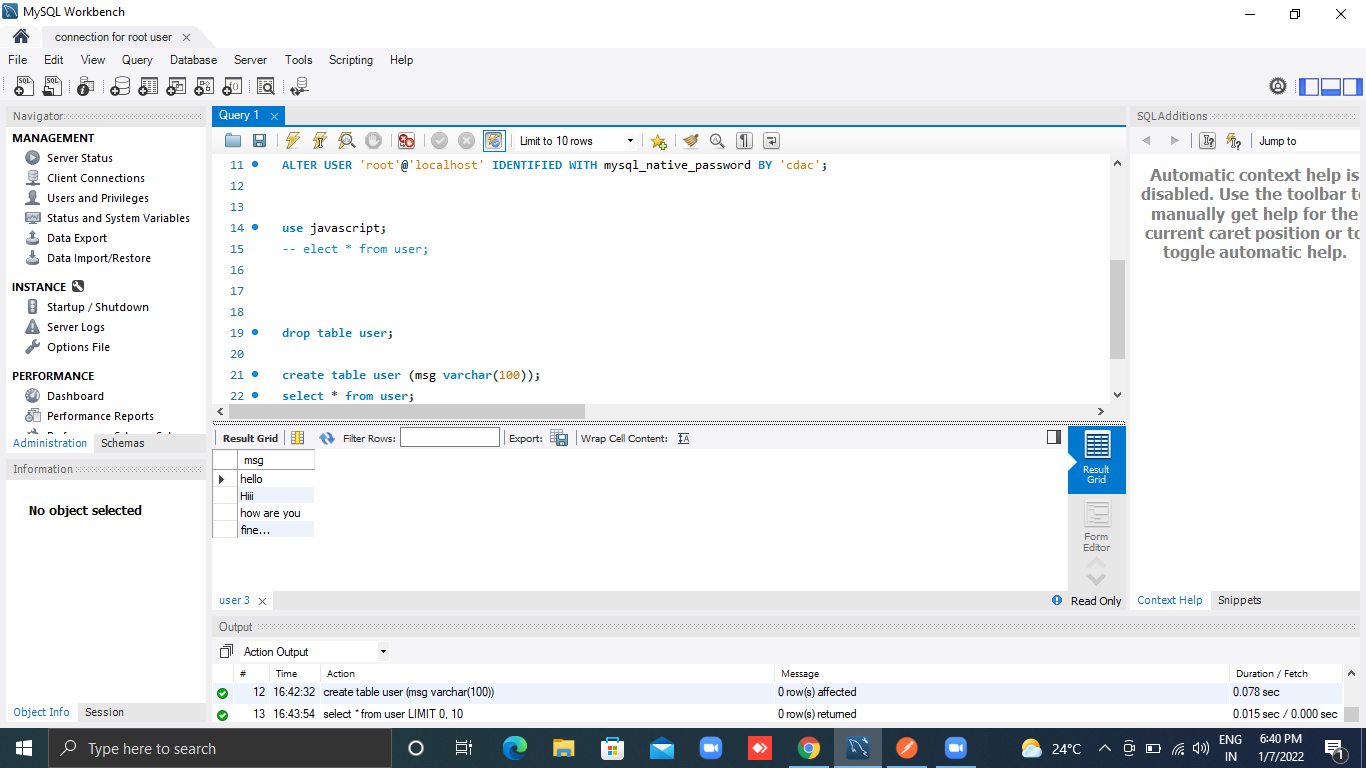 MySQL Workbench
connection for root user
File Edit View Query Database Server Tools Scripting Help
Navigator
MANAGEMENT
Server Status
Client Connections
Users and Privileges
Status and System Variables
Data Export
Data Import/Restore
INSTANCE
Startup / Shutdown
Server Logs
Options File
PERFORMANCE
Dashboard
Performance Reports
Administration Schemas
Information
No object selected
Object Info Session
Query 1
Limit to 10 rows
11 ALTER USER 'root'@'localhost' IDENTIFIED WITH mysql_native_password BY 'cdac';
12
13
14 use javascript;
15 -- elect * from user;
16
17
18
19 drop table user;
20
21 create table user (msg varchar(100));
22 select * from user;
Result Grid Filter Rows: Export: Wrap Cell Content:
msg
hello
Hiii
how are you
fine...
Result
Grid
Form
Editor
user 3
Read Only
SQLAdditions
Jump to
Automatic context help is
disabled. Use the toolbar
manually get help for the
current caret position or to
toggle automatic help.
Context Help Snippets
Output
Action Output
# Time Action Message Duration / Fetch
12 16:42:32 create table user (msg varchar(100)) 0 row(s) affected 0.078 sec
13 16:43:54 select * from user LIMIT 0, 10 0 row(s) returned 0.015 sec / 0.000 sec
Type here to search
24°C
ENG
IN
6:40 PM
1/7/2022
1